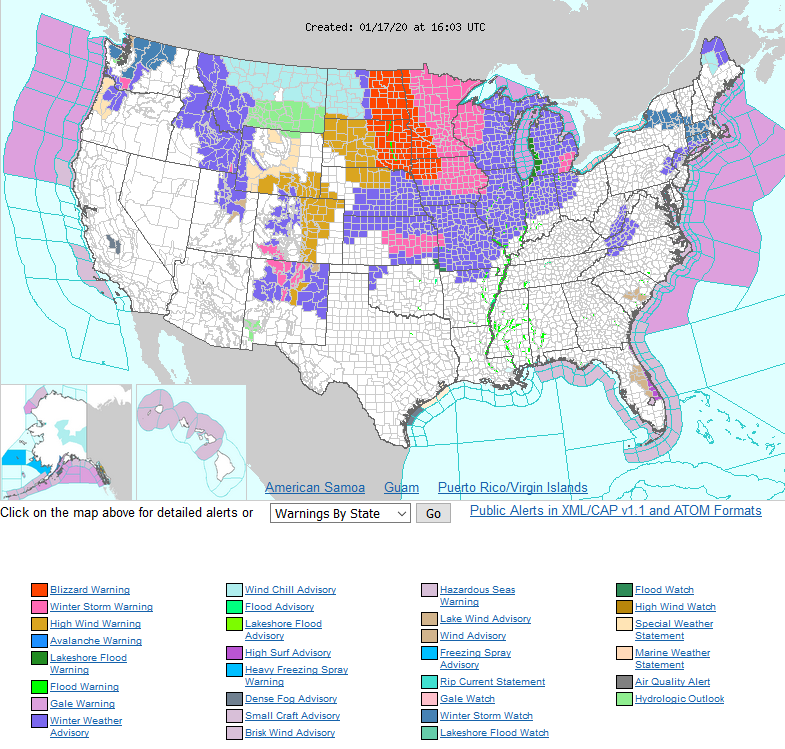 Created: 01/17/20 at 16:03 UTC
American Samoa Guam Puerto Rico/Virgin Islands
Click on the map above for detailed alerts or Warnings By State Go Public Alerts in XML/CAP v1.1 and ATOM Formats
Blizzard Warning
Winter Storm Warning
High Wind Warning
Avalanche Warning
Lakeshore Flood
Warning
Flood Warning
Gale Warning
Winter Weather
Advisory
Wind Chill Advisory
Flood Advisory
Lakeshore Flood
Advisory
High Surf Advisory
Heavy Freezing Spray
Warning
Dense Fog Advisory
Small Craft Advisory
Brisk Wind Advisory
Hazardous Seas
Warning
Lake Wind Advisory
Wind Advisory
Freezing Spray
Advisory
Rip Current Statement
Gale Watch
Winter Storm Watch
Lakeshore Flood Watch
Flood Watch
High Wind Watch
Special Weather
Statement
Marine Weather
Statement
Air Quality Alert
Hydrologic Outlook